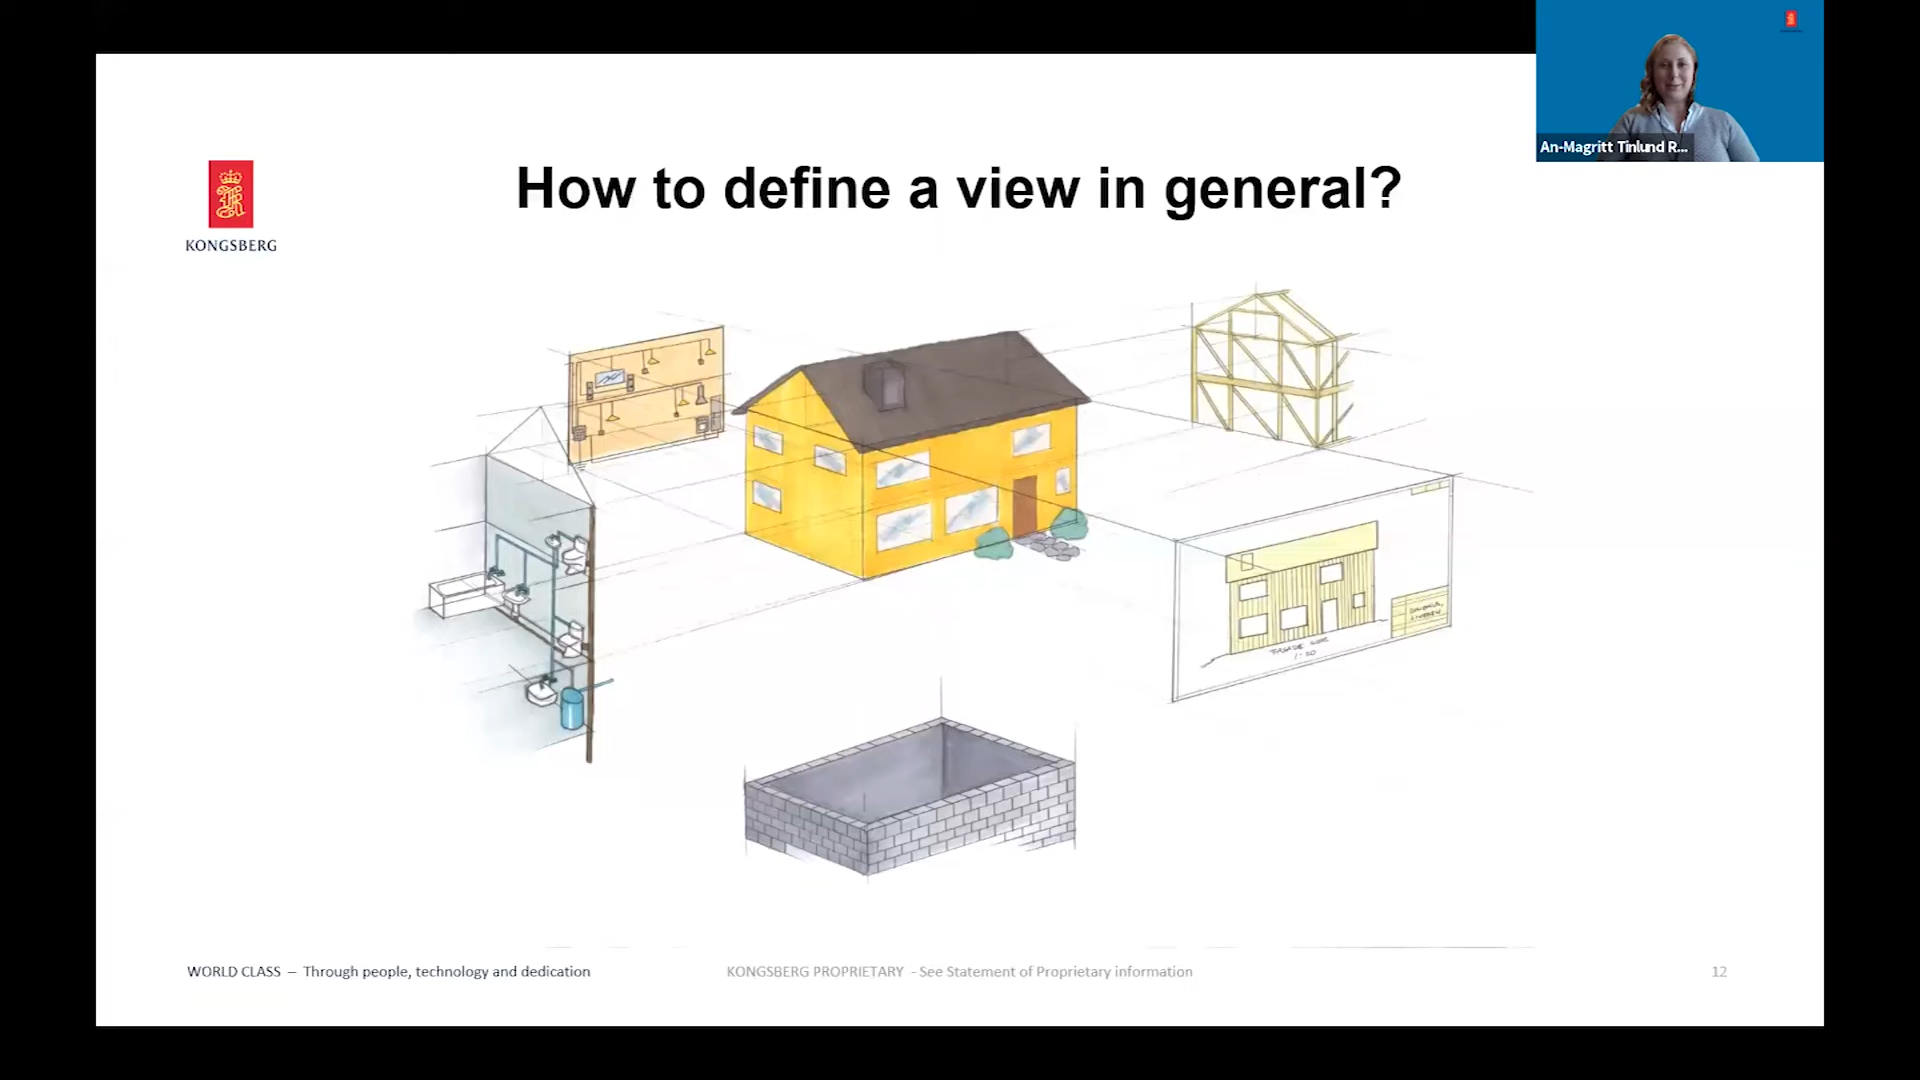 An-Magritt Tinlund R...
How to define a view in general?
KONGSBERG
WORLD CLASS – Through people, technology and dedication
KONGSBERG PROPRIETARY - See Statement of Proprietary information
12